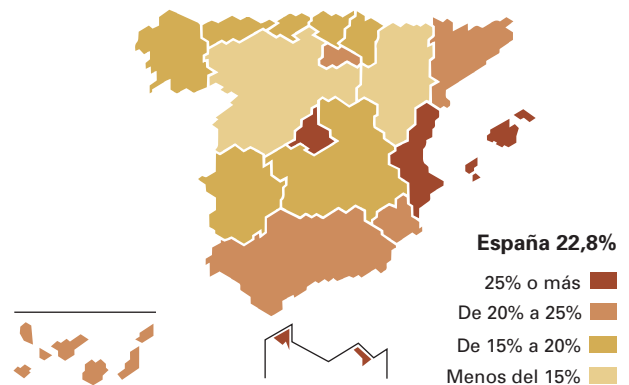 España 22,8%
25% o más
De 20% a 25%
De 15% a 20%
Menos del 15%